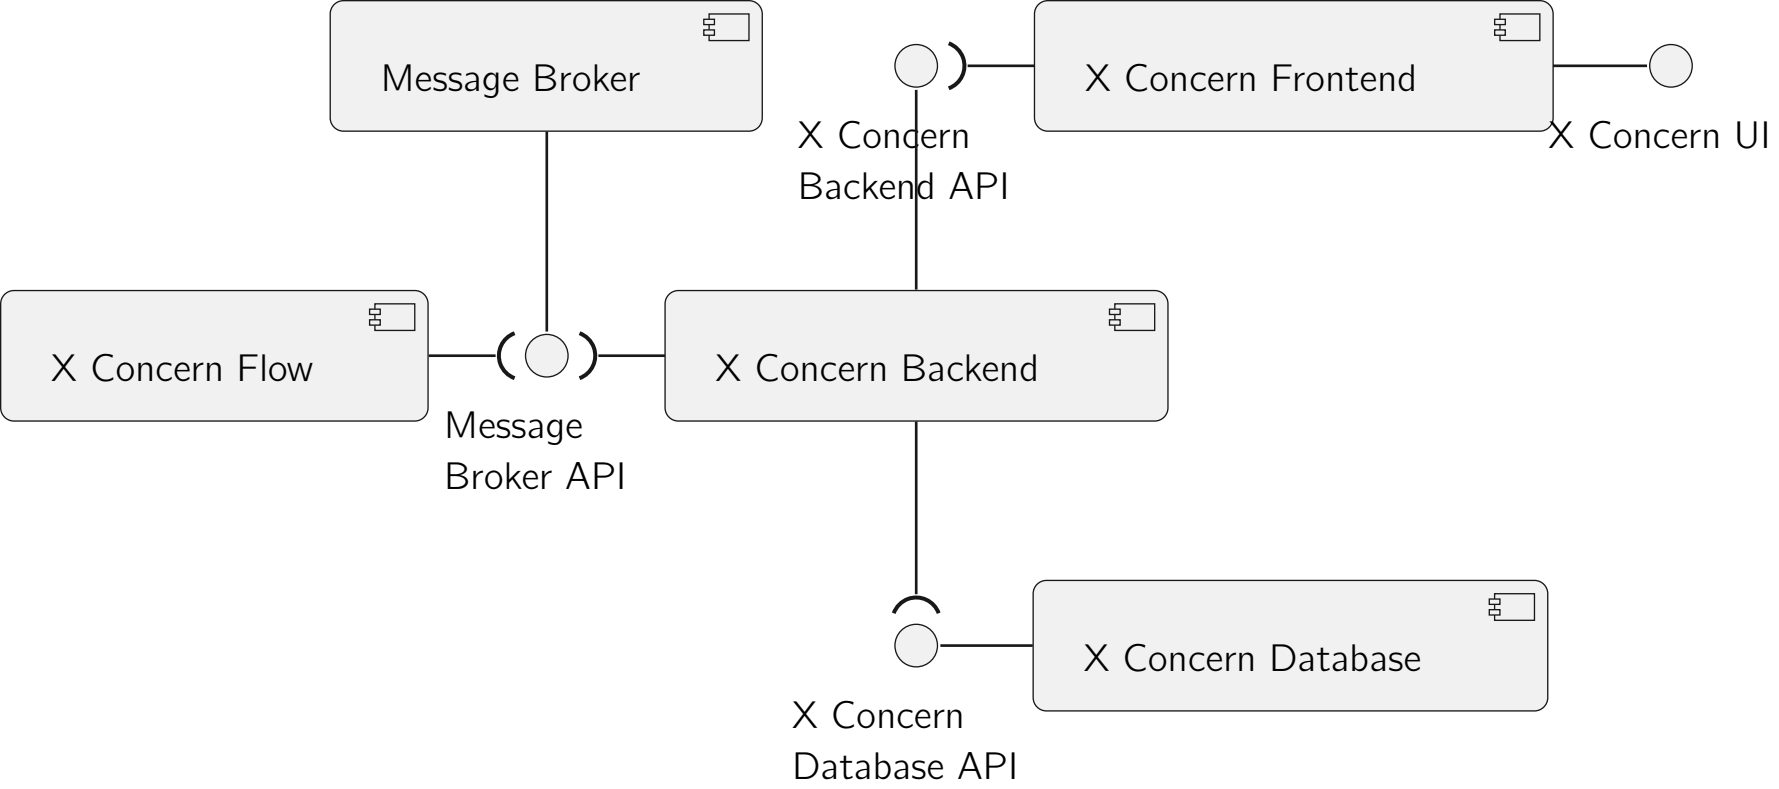 Message Broker
X Concern Frontend
X Concern
Backend API
X Concern UI
X Concern Flow
X Concern Backend
Message
Broker API
X Concern Database
X Concern
Database API